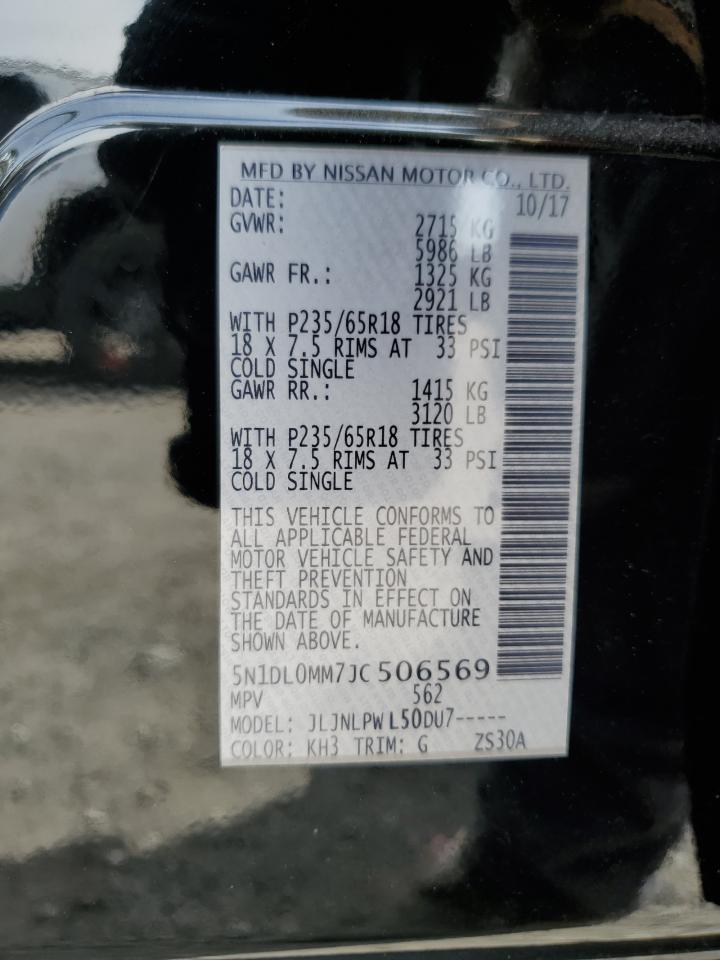 MFD BY NISSAN MOTOR CO., LTD.
DATE: 10/17
GVWR: 2715 KG
5986 LB
GAWR FR.: 1325 KG
2921 LB
WITH P235/65R18 TIRES
18 X 7.5 RIMS AT 33 PSI
COLD SINGLE
GAWR RR.: 1415 KG
3120 LB
WITH P235/65R18 TIRES
18 X 7.5 RIMS AT 33 PSI
COLD SINGLE
THIS VEHICLE CONFORMS TO
ALL APPLICABLE FEDERAL
MOTOR VEHICLE SAFETY AND
THEFT PREVENTION
STANDARDS IN EFFECT ON
THE DATE OF MANUFACTURE
SHOWN ABOVE.
5N1DL0MM7JC506569
MPV 562
MODEL: JLJNLPWL50DU7-----
COLOR: KH3 TRIM: G ZS30A